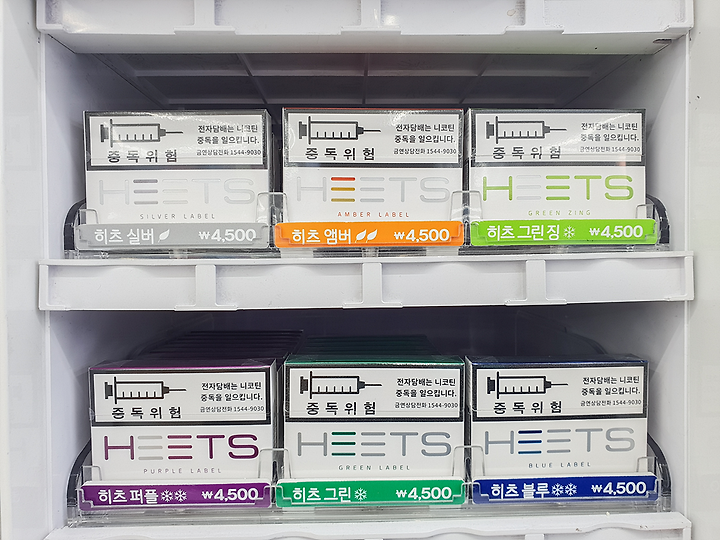 전자담배는 니코틴
중독을 일으킵니다.
중독위험
금연상담전화 1544-9030
HEETS
SILVER LABEL
히츠 실버 ₩4,500
전자담배는 니코틴
중독을 일으킵니다.
중독위험
금연상담전화 1544-9030
HEETS
AMBER LABEL
히츠 앰버 ₩4,500
전자담배는 니코틴
중독을 일으킵니다.
중독위험
금연상담전화 1544-9030
HEETS
GREEN ZING
히츠 그린 징 ₩4,500
전자담배는 니코틴
중독을 일으킵니다.
중독위험
금연상담전화 1544-9030
HEETS
PURPLE LABEL
히츠 퍼플 ₩4,500
전자담배는 니코틴
중독을 일으킵니다.
중독위험
금연상담전화 1544-9030
HEETS
GREEN LABEL
히츠 그린 ₩4,500
전자담배는 니코틴
중독을 일으킵니다.
중독위험
금연상담전화 1544-9030
HEETS
BLUE LABEL
히츠 블루 ₩4,500